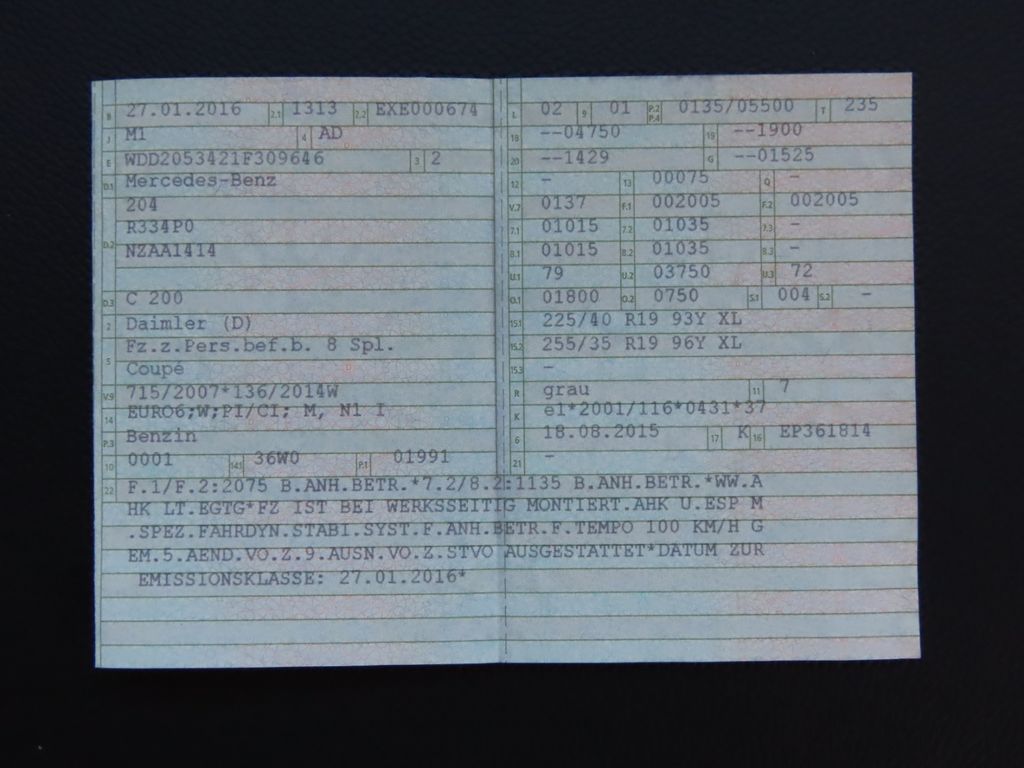 B 27.01.2016 2.1 1313 2.2 EXE000674
J M1 4 AD
E WDD2053421F309646 3 2
D.1 Mercedes-Benz
204
R334P0
D.2 NZAA1414
D.3 C 200
2 Daimler (D)
5 Fz.z.Pers.bef.b. 8 Spl.
Coupé
V.9 715/2007*136/2014W
14 EURO6;W;PI/CI; M, N1 I
P.3 Benzin
10 0001 14.1 36W0 P.1 01991
L 02 9 01 P.2 P.4 0135/05500 T 235
18 --04750 19 --1900
20 --1429 G --01525
12 - 13 00075 Q -
V.7 0137 F.1 002005 F.2 002005
7.1 01015 7.2 01035 7.3 -
8.1 01015 8.2 01035 8.3 -
U.1 79 U.2 03750 U.3 72
O.1 01800 O.2 0750 S.1 004 S.2 -
15.1 225/40 R19 93Y XL
15.2 255/35 R19 96Y XL
15.3 -
R grau 11 7
K e1*2001/116*0431*37
6 18.08.2015 17 K 16 EP361814
21 -
22 F.1/F.2:2075 B.ANH.BETR.*7.2/8.2:1135 B.ANH.BETR.*WW.A
HK LT.EGTG*FZ IST BEI WERKSSEITIG MONTIERT.AHK U.ESP M
.SPEZ.FAHRDYN.STABI.SYST.F.ANH.BETR.F.TEMPO 100 KM/H G
EM.5.AEND.VO.Z.9.AUSN.VO.Z.STVO AUSGESTATTET*DATUM ZUR
EMISSIONSKLASSE: 27.01.2016*